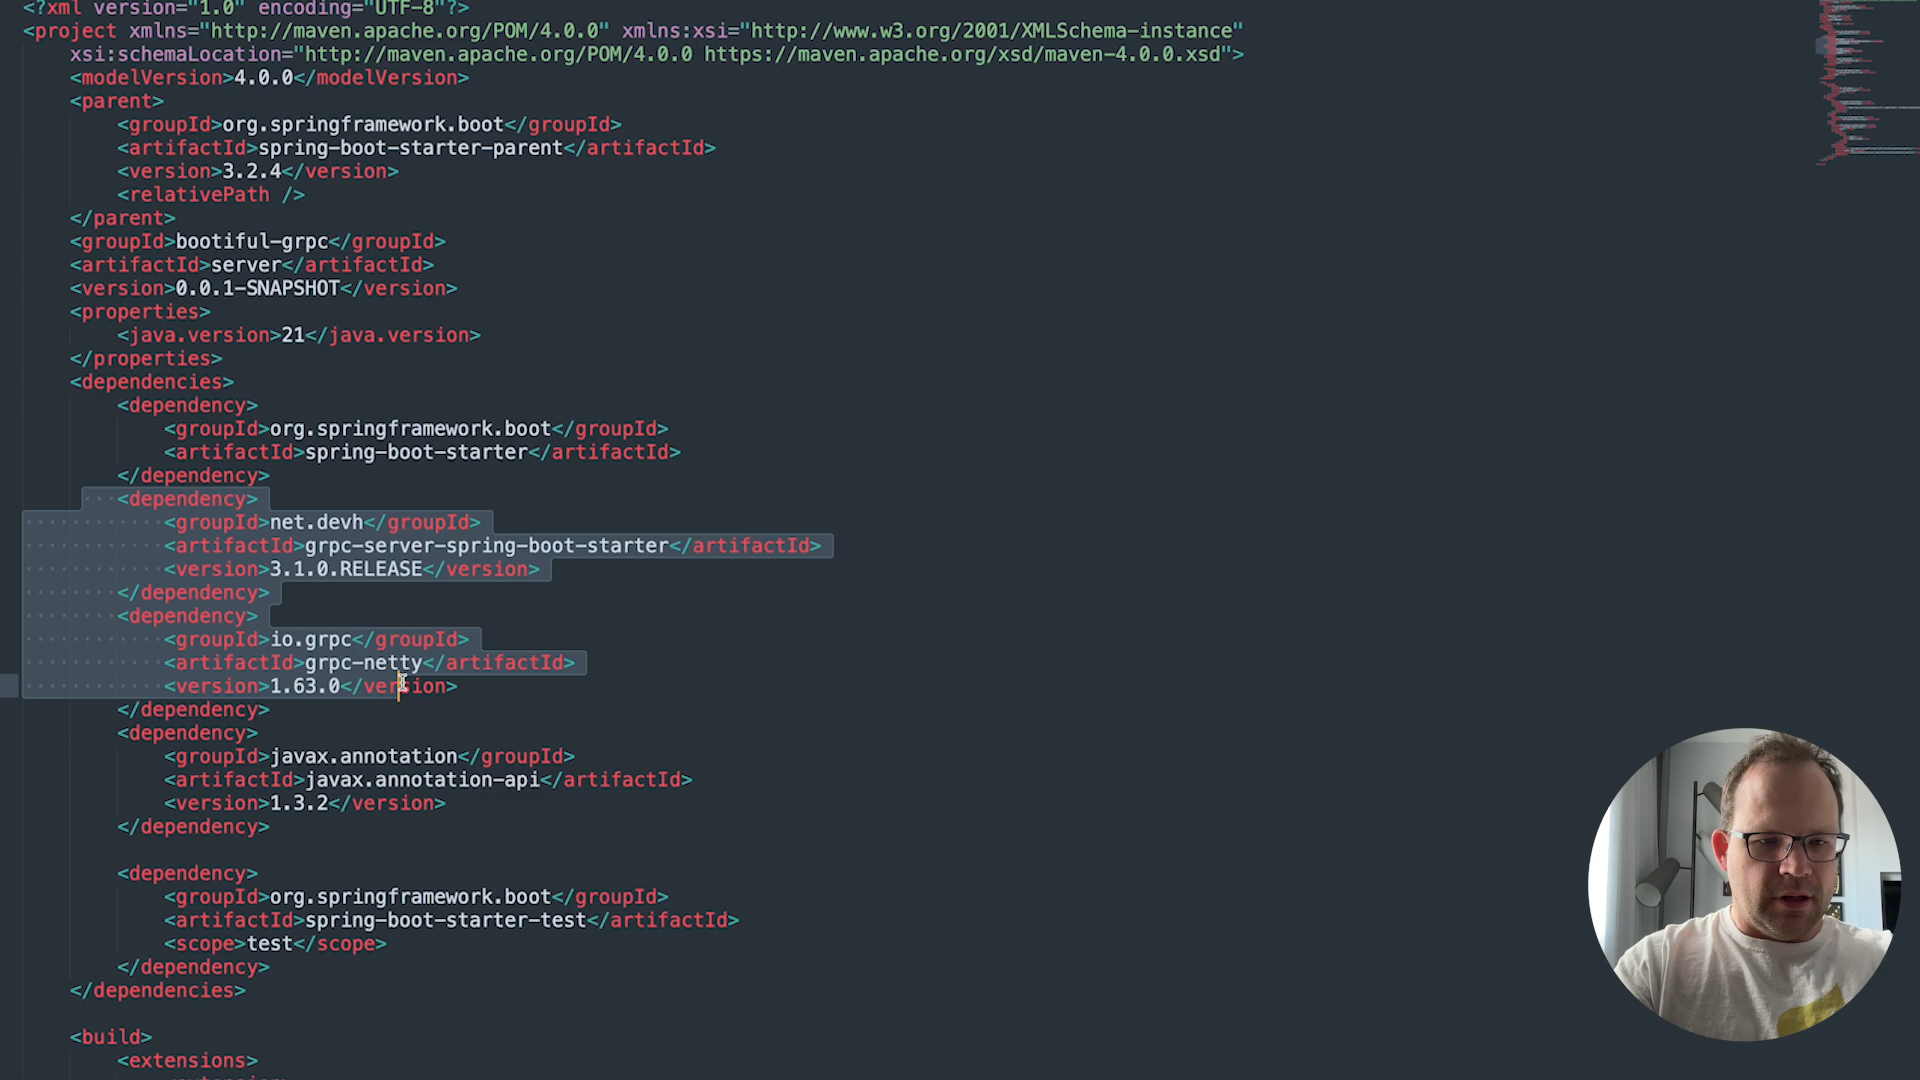 <?xml version="1.0" encoding="UTF-8"?>
<project xmlns="http://maven.apache.org/POM/4.0.0" xmlns:xsi="http://www.w3.org/2001/XMLSchema-instance"
xsi:schemaLocation="http://maven.apache.org/POM/4.0.0 https://maven.apache.org/xsd/maven-4.0.0.xsd">
<modelVersion>4.0.0</modelVersion>
<parent>
<groupId>org.springframework.boot</groupId>
<artifactId>spring-boot-starter-parent</artifactId>
<version>3.2.4</version>
<relativePath />
</parent>
<groupId>bootiful-grpc</groupId>
<artifactId>server</artifactId>
<version>0.0.1-SNAPSHOT</version>
<properties>
<java.version>21</java.version>
</properties>
<dependencies>
<dependency>
<groupId>org.springframework.boot</groupId>
<artifactId>spring-boot-starter</artifactId>
</dependency>
<dependency>
<groupId>net.devh</groupId>
<artifactId>grpc-server-spring-boot-starter</artifactId>
<version>3.1.0.RELEASE</version>
</dependency>
<dependency>
<groupId>io.grpc</groupId>
<artifactId>grpc-netty</artifactId>
<version>1.63.0</version>
</dependency>
<dependency>
<groupId>javax.annotation</groupId>
<artifactId>javax.annotation-api</artifactId>
<version>1.3.2</version>
</dependency>
<dependency>
<groupId>org.springframework.boot</groupId>
<artifactId>spring-boot-starter-test</artifactId>
<scope>test</scope>
</dependency>
</dependencies>
<build>
<extensions>